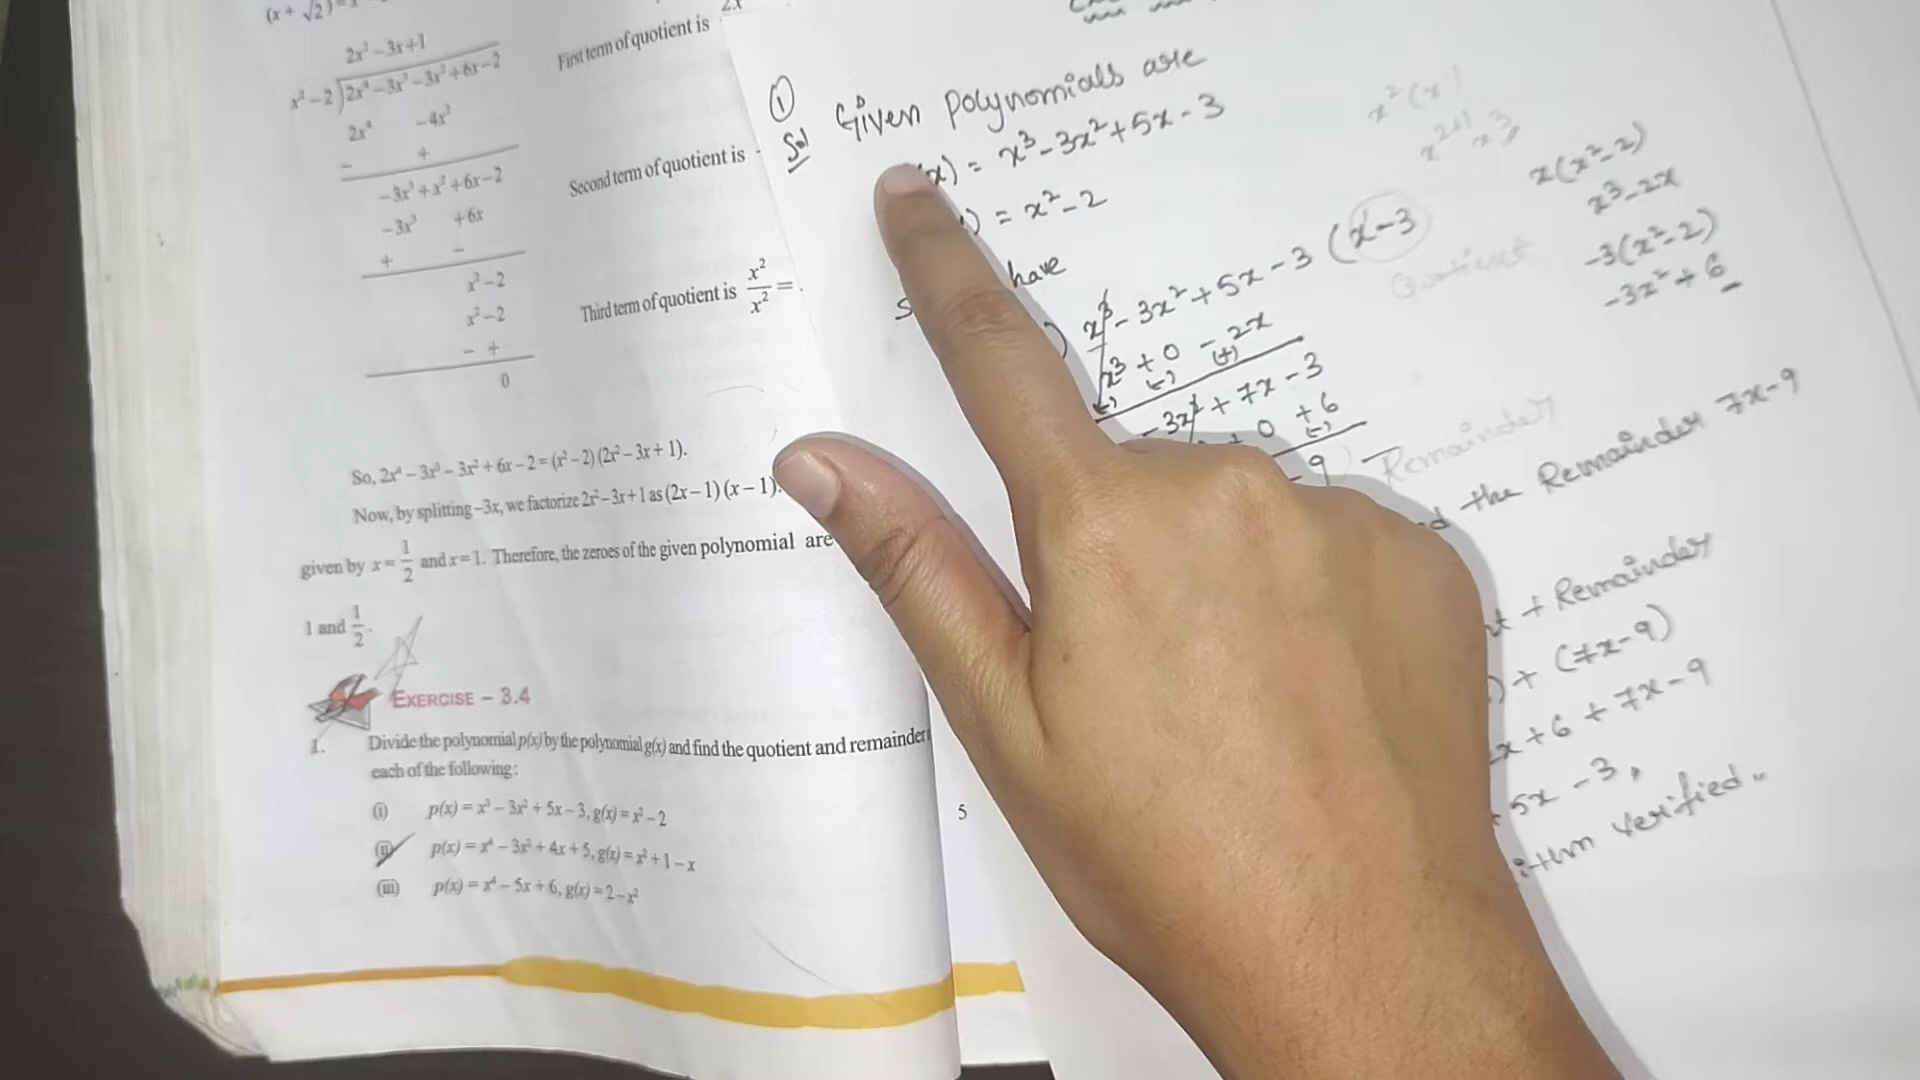 (x + √2) = x
2x² – 3x + 1
x² – 2 ) 2x⁴ – 3x³ – 3x² + 6x – 2
2x⁴ – 4x²
– +
– 3x³ + x² + 6x – 2
– 3x³ + 6x
+ –
x² – 2
x² – 2
– +
0
First term of quotient is
Second term of quotient is
Third term of quotient is x²/x² =
So, 2x⁴ – 3x³ – 3x² + 6x – 2 = (x² – 2) (2x² – 3x + 1).
Now, by splitting –3x, we factorize 2x² – 3x + 1 as (2x – 1) (x – 1).
given by x = 1/2 and x = 1. Therefore, the zeroes of the given polynomial are
1 and 1/2.
EXERCISE – 3.4
1. Divide the polynomial p(x) by the polynomial g(x) and find the quotient and remainder
each of the following :
(i) p(x) = x³ – 3x² + 5x – 3, g(x) = x² – 2
(ii) p(x) = x⁴ – 3x² + 4x + 5, g(x) = x² + 1 – x
(iii) p(x) = x⁴ – 5x + 6, g(x) = 2 – x²
5
①
Sol Given polynomials are
x) = x³ - 3x² + 5x - 3
) = x² - 2
have
) x³ - 3x² + 5x - 3 ( x - 3
x³ + 0 - 2x
(-) (-) (+)
- 3x² + 7x - 3
+ 0 + 6
(-)
- 9
Quotient
Remainder
x² (x)
x²⁺¹ x³
x(x² - 2)
x³ - 2x
-3(x² - 2)
-3x² + 6
the Remainder 7x - 9
+ Remainder
) + (7x - 9)
x + 6 + 7x - 9
5x - 3,
verified..